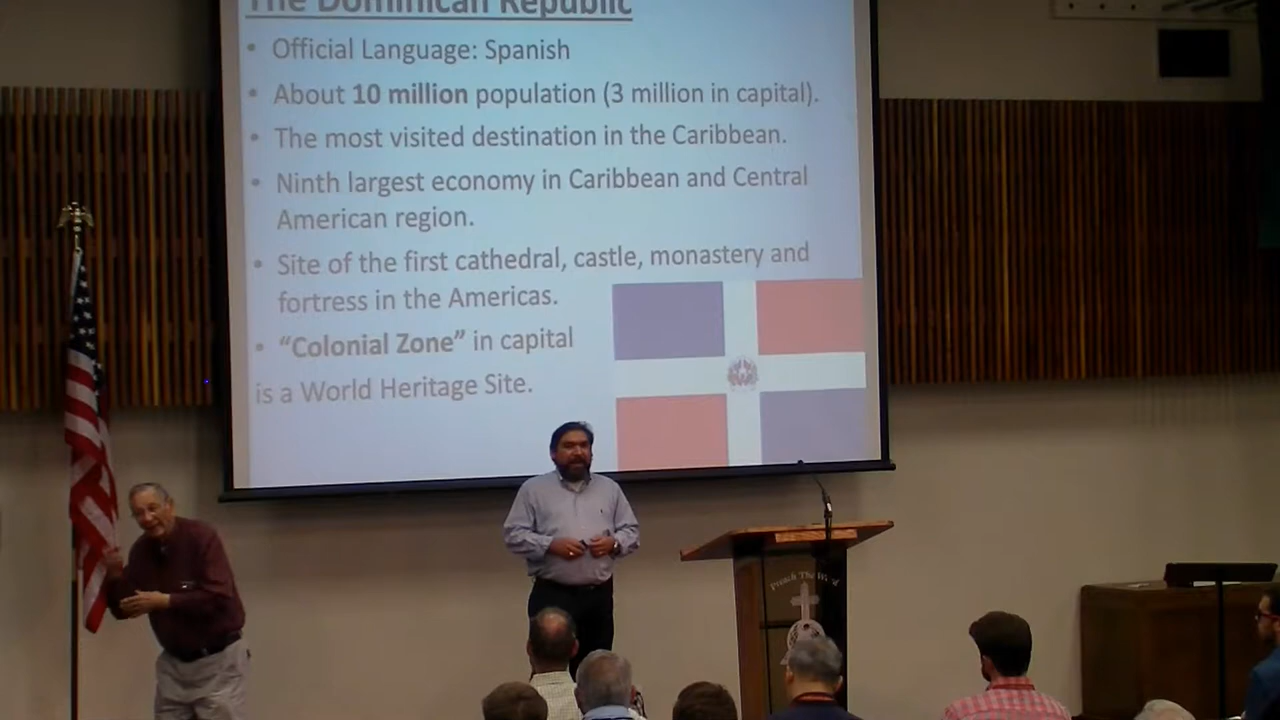 The Dominican Republic
• Official Language: Spanish
• About 10 million population (3 million in capital).
• The most visited destination in the Caribbean.
• Ninth largest economy in Caribbean and Central
American region.
• Site of the first cathedral, castle, monastery and
fortress in the Americas.
• “Colonial Zone” in capital
is a World Heritage Site.
Preach The Word